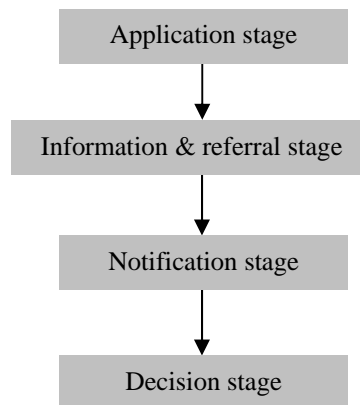 Application stage
Information & referral stage
Notification stage
Decision stage